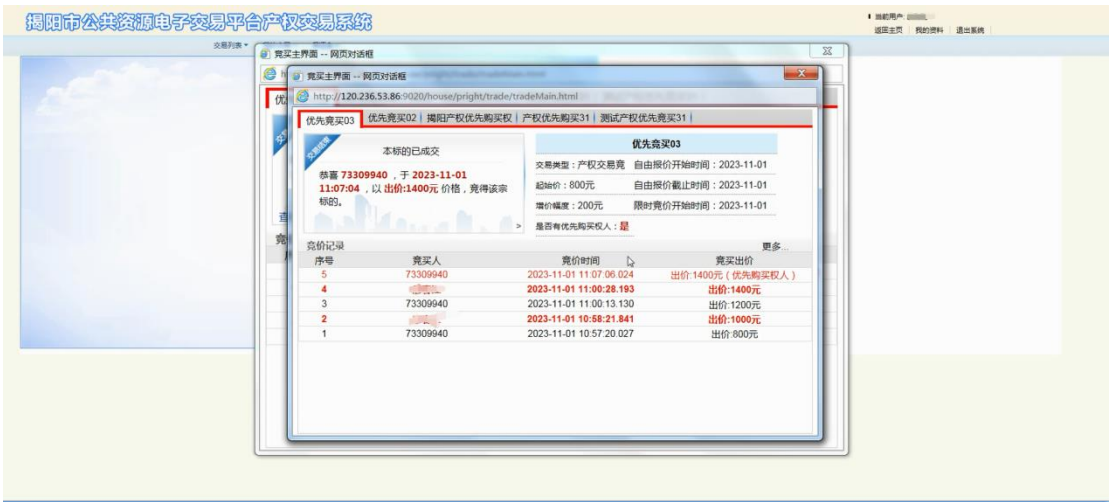 揭阳市公共资源电子交易平台产权交易系统
当前用户:
返回主页 | 我的资料 | 退出系统
交易列表
竞买主界面 -- 网页对话框
竞买主界面 -- 网页对话框
http://120.236.53.86:9020/house/pright/trade/tradeMain.html
优先竞买03 优先竞买02 | 揭阳产权优先购买权 | 产权优先购买31 | 测试产权优先竞买31 |
交易结束
本标的已成交
恭喜 73309940 ,于 2023-11-01
11:07:04 ,以 出价:1400元 价格,竞得该宗
标的。
>
优先竞买03
交易类型:产权交易竞 自由报价开始时间:2023-11-01
起始价:800元 自由报价截止时间:2023-11-01
增价幅度:200元 限时竞价开始时间:2023-11-01
是否有优先购买权人:是
竞价记录 更多...
序号 竞买人 竞价时间 竞买出价
5 73309940 2023-11-01 11:07:06.024 出价:1400元(优先购买权人)
4 2023-11-01 11:00:28.193 出价:1400元
3 73309940 2023-11-01 11:00:13.130 出价:1200元
2 2023-11-01 10:58:21.841 出价:1000元
1 73309940 2023-11-01 10:57:20.027 出价:800元